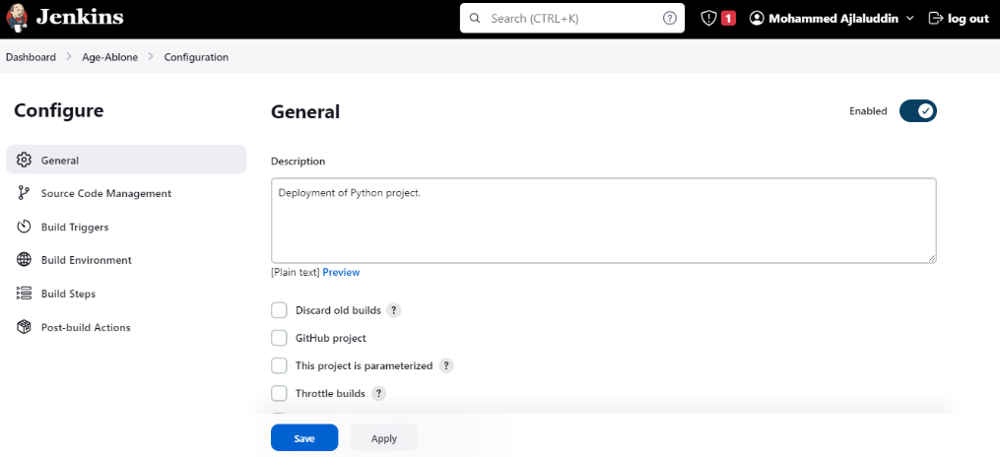 Jenkins
Search (CTRL+K)
?
1
Mohammed Ajlaluddin
log out
Dashboard
Age-Ablone
Configuration
Configure
General
Source Code Management
Build Triggers
Build Environment
Build Steps
Post-build Actions
General
Enabled
Description
Deployment of Python project.
[Plain text] Preview
Discard old builds ?
GitHub project
This project is parameterized ?
Throttle builds ?
Save
Apply